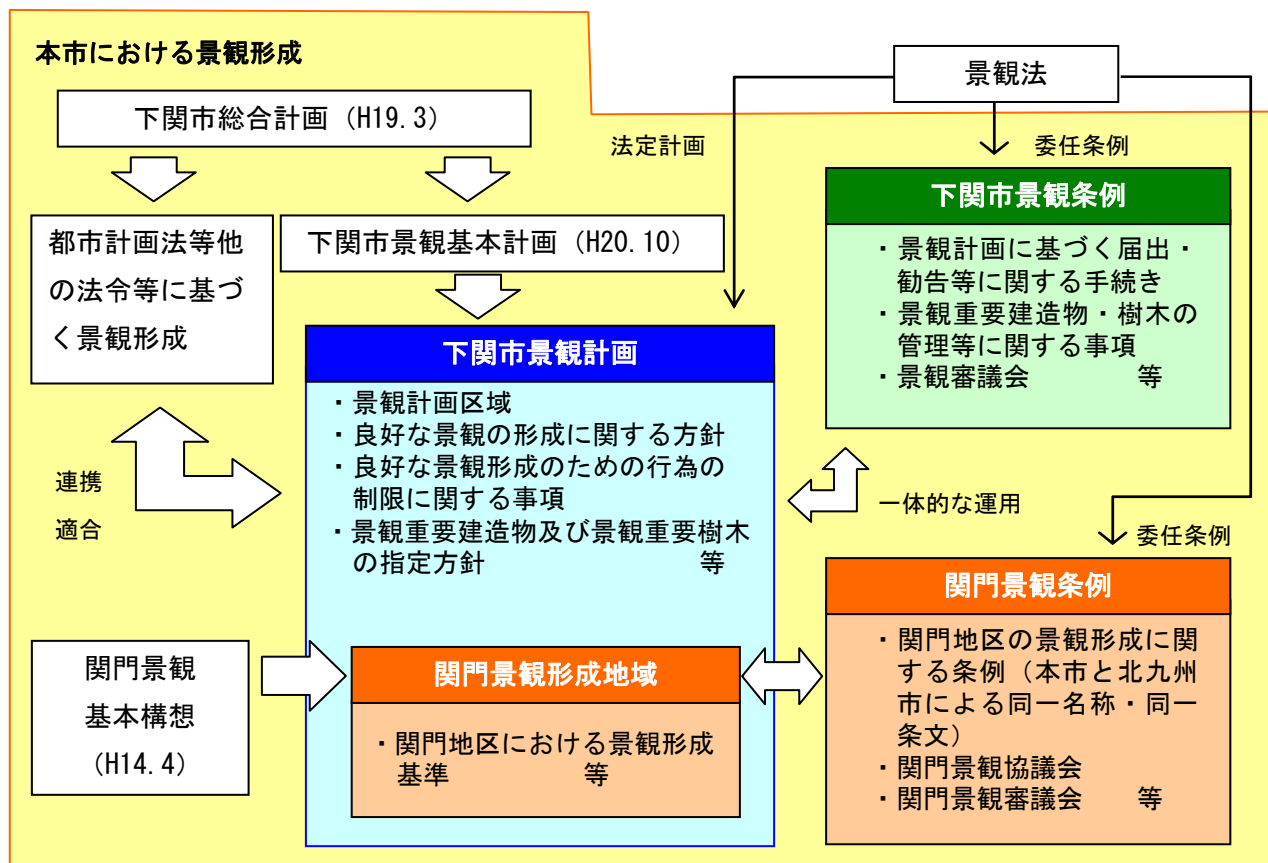 本市における景観形成
景観法
下関市総合計画（H19.3）
法定計画
委任条例
都市計画法等他
の法令等に基づ
く景観形成
下関市景観基本計画（H20.10）
下関市景観条例
・景観計画に基づく届出・
勧告等に関する手続き
・景観重要建造物・樹木の
管理等に関する事項
・景観審議会　　　　等
下関市景観計画
・景観計画区域
・良好な景観の形成に関する方針
・良好な景観形成のための行為の
制限に関する事項
・景観重要建造物及び景観重要樹木
の指定方針　　　　　　　　等
連携
適合
一体的な運用
委任条例
関門景観
基本構想
（H14.4）
関門景観形成地域
・関門地区における景観形成
基準　　　　　等
関門景観条例
・関門地区の景観形成に関
する条例（本市と北九州
市による同一名称・同一
条文）
・関門景観協議会
・関門景観審議会　　等